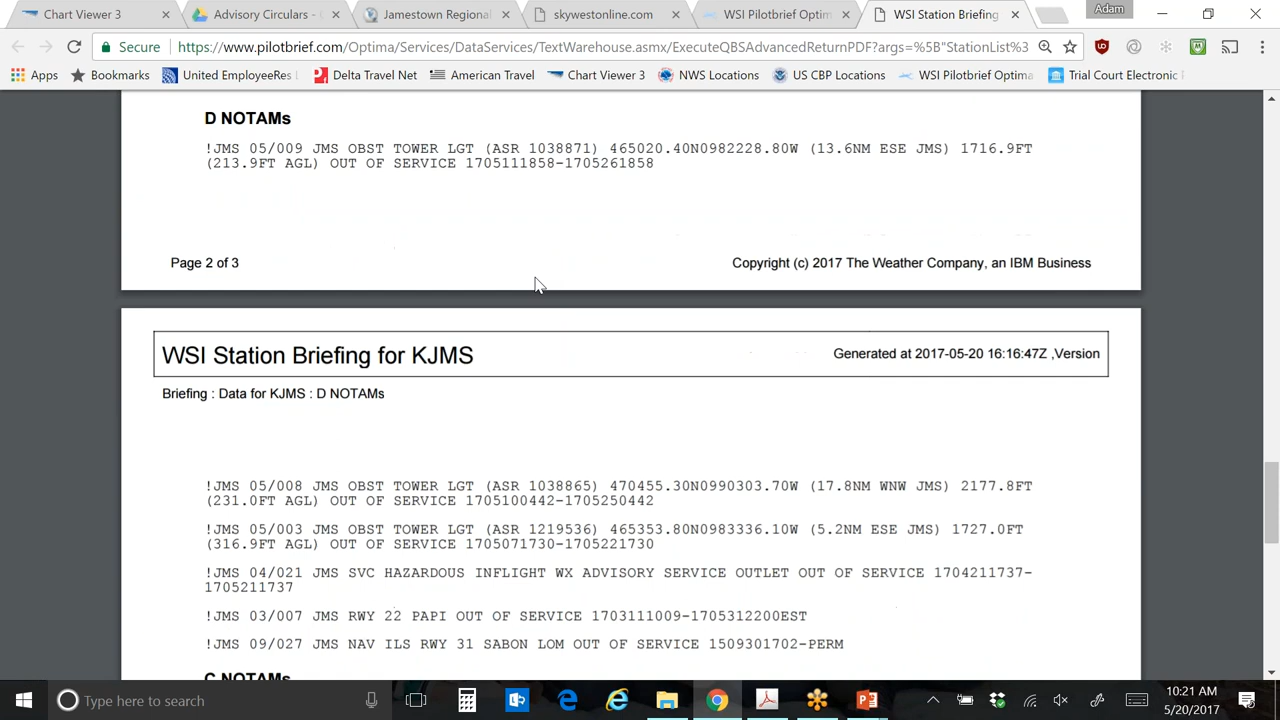 Chart Viewer 3
Advisory Circulars -
Jamestown Regional
skywestonline.com
WSI Pilotbrief Optim
WSI Station Briefing
Adam
Secure
https://www.pilotbrief.com/Optima/Services/DataServices/TextWarehouse.asmx/ExecuteQBSAdvancedReturnPDF?args=%5B"StationList%3
Apps
Bookmarks
United EmployeeRes
Delta Travel Net
American Travel
Chart Viewer 3
NWS Locations
US CBP Locations
WSI Pilotbrief Optima
Trial Court Electronic
D NOTAMs
!JMS 05/009 JMS OBST TOWER LGT (ASR 1038871) 465020.40N0982228.80W (13.6NM ESE JMS) 1716.9FT
(213.9FT AGL) OUT OF SERVICE 1705111858-1705261858
Page 2 of 3
Copyright (c) 2017 The Weather Company, an IBM Business
WSI Station Briefing for KJMS
Generated at 2017-05-20 16:16:47Z ,Version
Briefing : Data for KJMS : D NOTAMs
!JMS 05/008 JMS OBST TOWER LGT (ASR 1038865) 470455.30N0990303.70W (17.8NM WNW JMS) 2177.8FT
(231.0FT AGL) OUT OF SERVICE 1705100442-1705250442
!JMS 05/003 JMS OBST TOWER LGT (ASR 1219536) 465353.80N0983336.10W (5.2NM ESE JMS) 1727.0FT
(316.9FT AGL) OUT OF SERVICE 1705071730-1705221730
!JMS 04/021 JMS SVC HAZARDOUS INFLIGHT WX ADVISORY SERVICE OUTLET OUT OF SERVICE 1704211737-
1705211737
!JMS 03/007 JMS RWY 22 PAPI OUT OF SERVICE 1703111009-1705312200EST
!JMS 09/027 JMS NAV ILS RWY 31 SABON LOM OUT OF SERVICE 1509301702-PERM
C NOTAMs
Type here to search
10:21 AM
5/20/2017